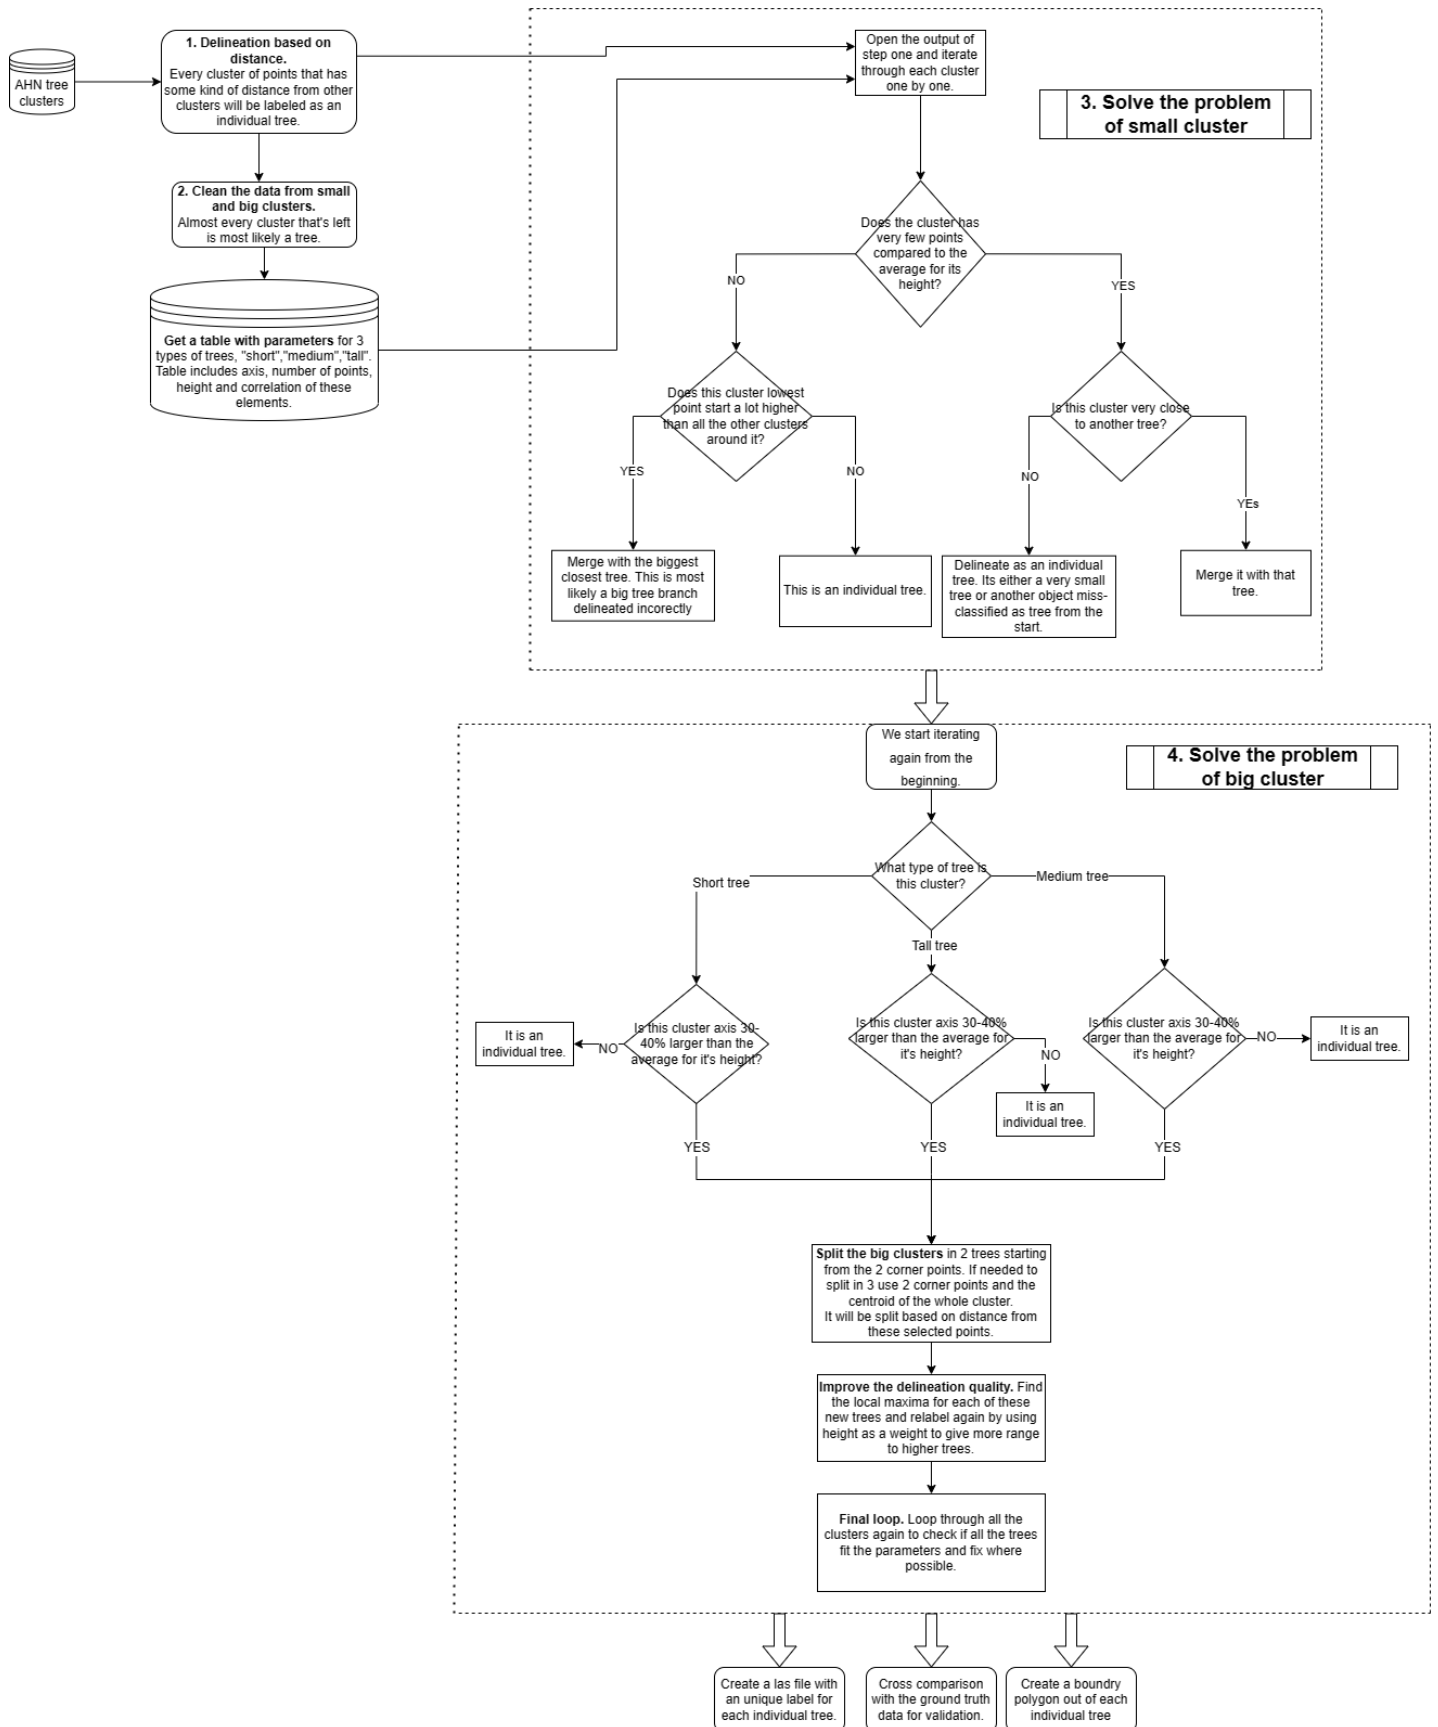 AHN tree
clusters
1. Delineation based on
distance.
Every cluster of points that has
some kind of distance from other
clusters will be labeled as an
individual tree.
2. Clean the data from small
and big clusters.
Almost every cluster that's left
is most likely a tree.
Get a table with parameters for 3
types of trees, "short","medium","tall".
Table includes axis, number of points,
height and correlation of these
elements.
Open the output of
step one and iterate
through each cluster
one by one.
3. Solve the problem
of small cluster
Does the cluster has
very few points
compared to the
average for its
height?
NO
YES
Does this cluster lowest
point start a lot higher
than all the other clusters
around it?
Is this cluster very close
to another tree?
YES
NO
NO
YEs
Merge with the biggest
closest tree. This is most
likely a big tree branch
delineated incorectly
This is an individual tree.
Delineate as an individual
tree. Its either a very small
tree or another object miss-
classified as tree from the
start.
Merge it with that
tree.
We start iterating
again from the
beginning.
4. Solve the problem
of big cluster
What type of tree is
this cluster?
Short tree
Medium tree
Tall tree
It is an
individual tree.
NO
Is this cluster axis 30-
40% larger than the
average for it's height?
Is this cluster axis 30-40%
larger than the average for
it's height?
NO
It is an
individual tree.
Is this cluster axis 30-40%
larger than the average for
it's height?
NO
It is an
individual tree.
YES
YES
YES
Split the big clusters in 2 trees starting
from the 2 corner points. If needed to
split in 3 use 2 corner points and the
centroid of the whole cluster.
It will be split based on distance from
these selected points.
Improve the delineation quality. Find
the local maxima for each of these
new trees and relabel again by using
height as a weight to give more range
to higher trees.
Final loop. Loop through all the
clusters again to check if all the trees
fit the parameters and fix where
possible.
Create a las file with
an unique label for
each individual tree.
Cross comparison
with the ground truth
data for validation.
Create a boundry
polygon out of each
individual tree